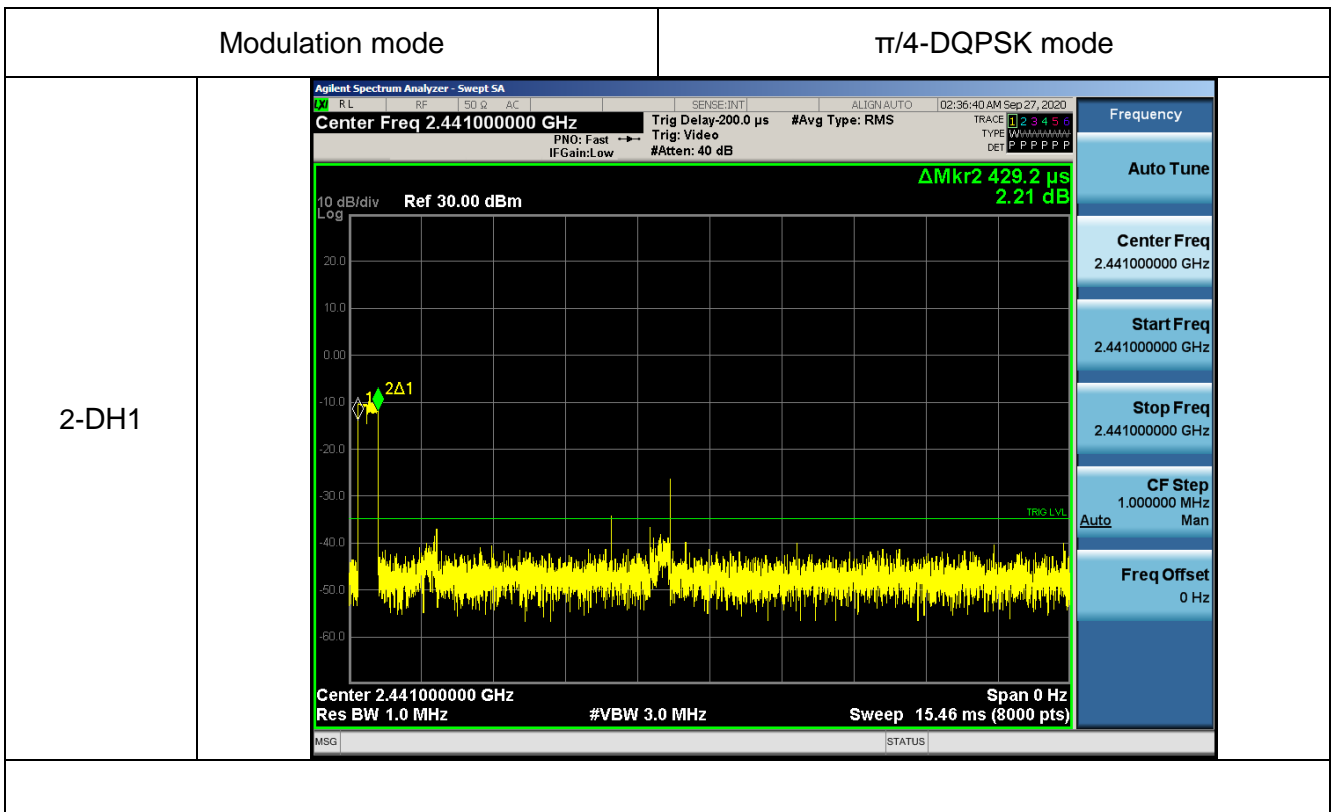 Modulation mode
π/4-DQPSK mode
2-DH1
Agilent Spectrum Analyzer - Swept SA
LXI RL RF 50 Ω AC SENSE:INT ALIGN AUTO 02:36:40 AM Sep 27, 2020
Center Freq 2.441000000 GHz
PNO: Fast
IFGain:Low
Trig Delay-200.0 µs
Trig: Video
#Atten: 40 dB
#Avg Type: RMS
TRACE 1 2 3 4 5 6
TYPE WWWWWW
DET P P P P P P
ΔMkr2 429.2 µs
2.21 dB
10 dB/div Ref 30.00 dBm
Log
20.0
10.0
0.00
-10.0
-20.0
-30.0
-40.0
-50.0
-60.0
1
2Δ1
TRIG LVL
Center 2.441000000 GHz Span 0 Hz
Res BW 1.0 MHz #VBW 3.0 MHz Sweep 15.46 ms (8000 pts)
MSG STATUS
Frequency
Auto Tune
Center Freq
2.441000000 GHz
Start Freq
2.441000000 GHz
Stop Freq
2.441000000 GHz
CF Step
1.000000 MHz
Auto Man
Freq Offset
0 Hz